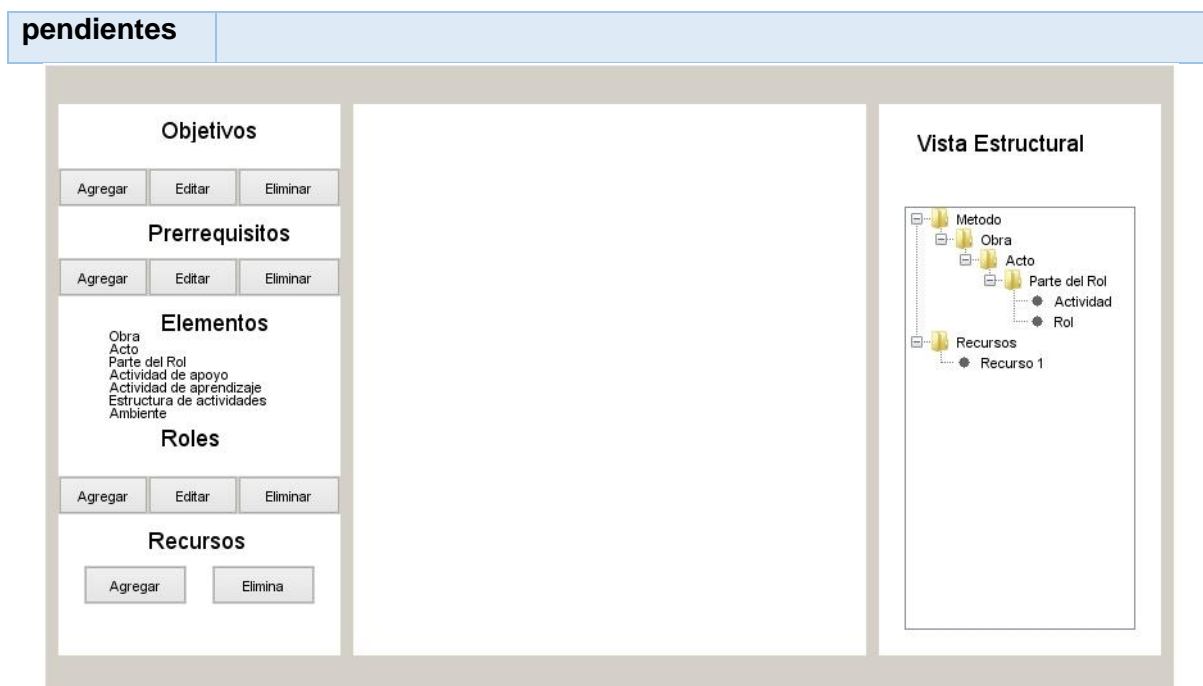 pendientes
Objetivos
Agregar Editar Eliminar
Prerrequisitos
Agregar Editar Eliminar
Elementos
Obra
Acto
Parte del Rol
Actividad de apoyo
Actividad de aprendizaje
Estructura de actividades
Ambiente
Roles
Agregar Editar Eliminar
Recursos
Agregar Elimina
Vista Estructural
Metodo
Obra
Acto
Parte del Rol
Actividad
Rol
Recursos
Recurso 1